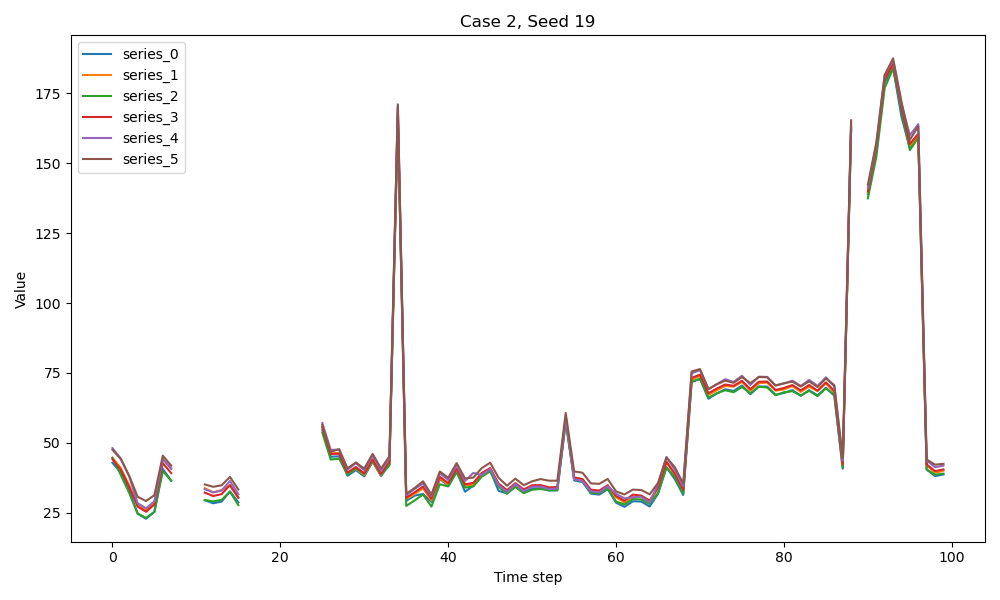 Case 2, Seed 19
series_0
series_1
series_2
series_3
series_4
series_5
Value
175
150
125
100
75
50
25
0 20 40 60 80 100
Time step